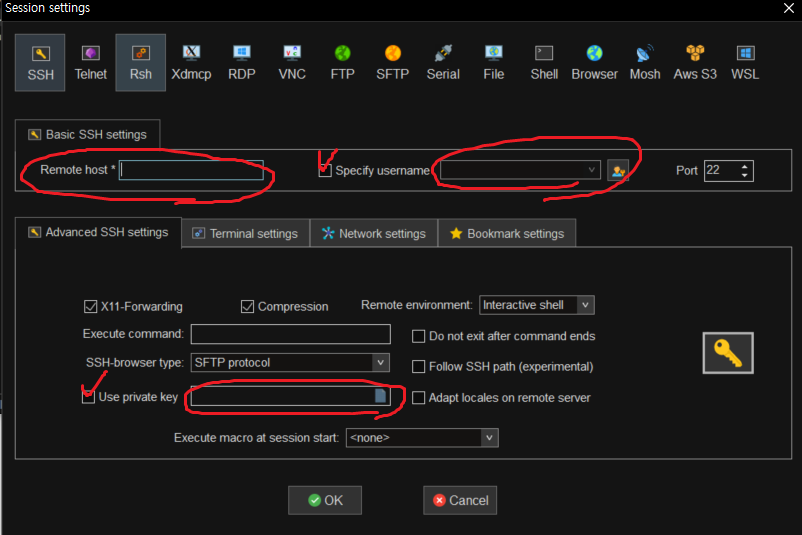 Session settings
SSH Telnet Rsh Xdmcp RDP VNC FTP SFTP Serial File Shell Browser Mosh Aws S3 WSL
Basic SSH settings
Remote host * Specify username Port 22
Advanced SSH settings Terminal settings Network settings Bookmark settings
X11-Forwarding Compression Remote environment: Interactive shell
Execute command: Do not exit after command ends
SSH-browser type: SFTP protocol Follow SSH path (experimental)
Use private key Adapt locales on remote server
Execute macro at session start: <none>
OK Cancel